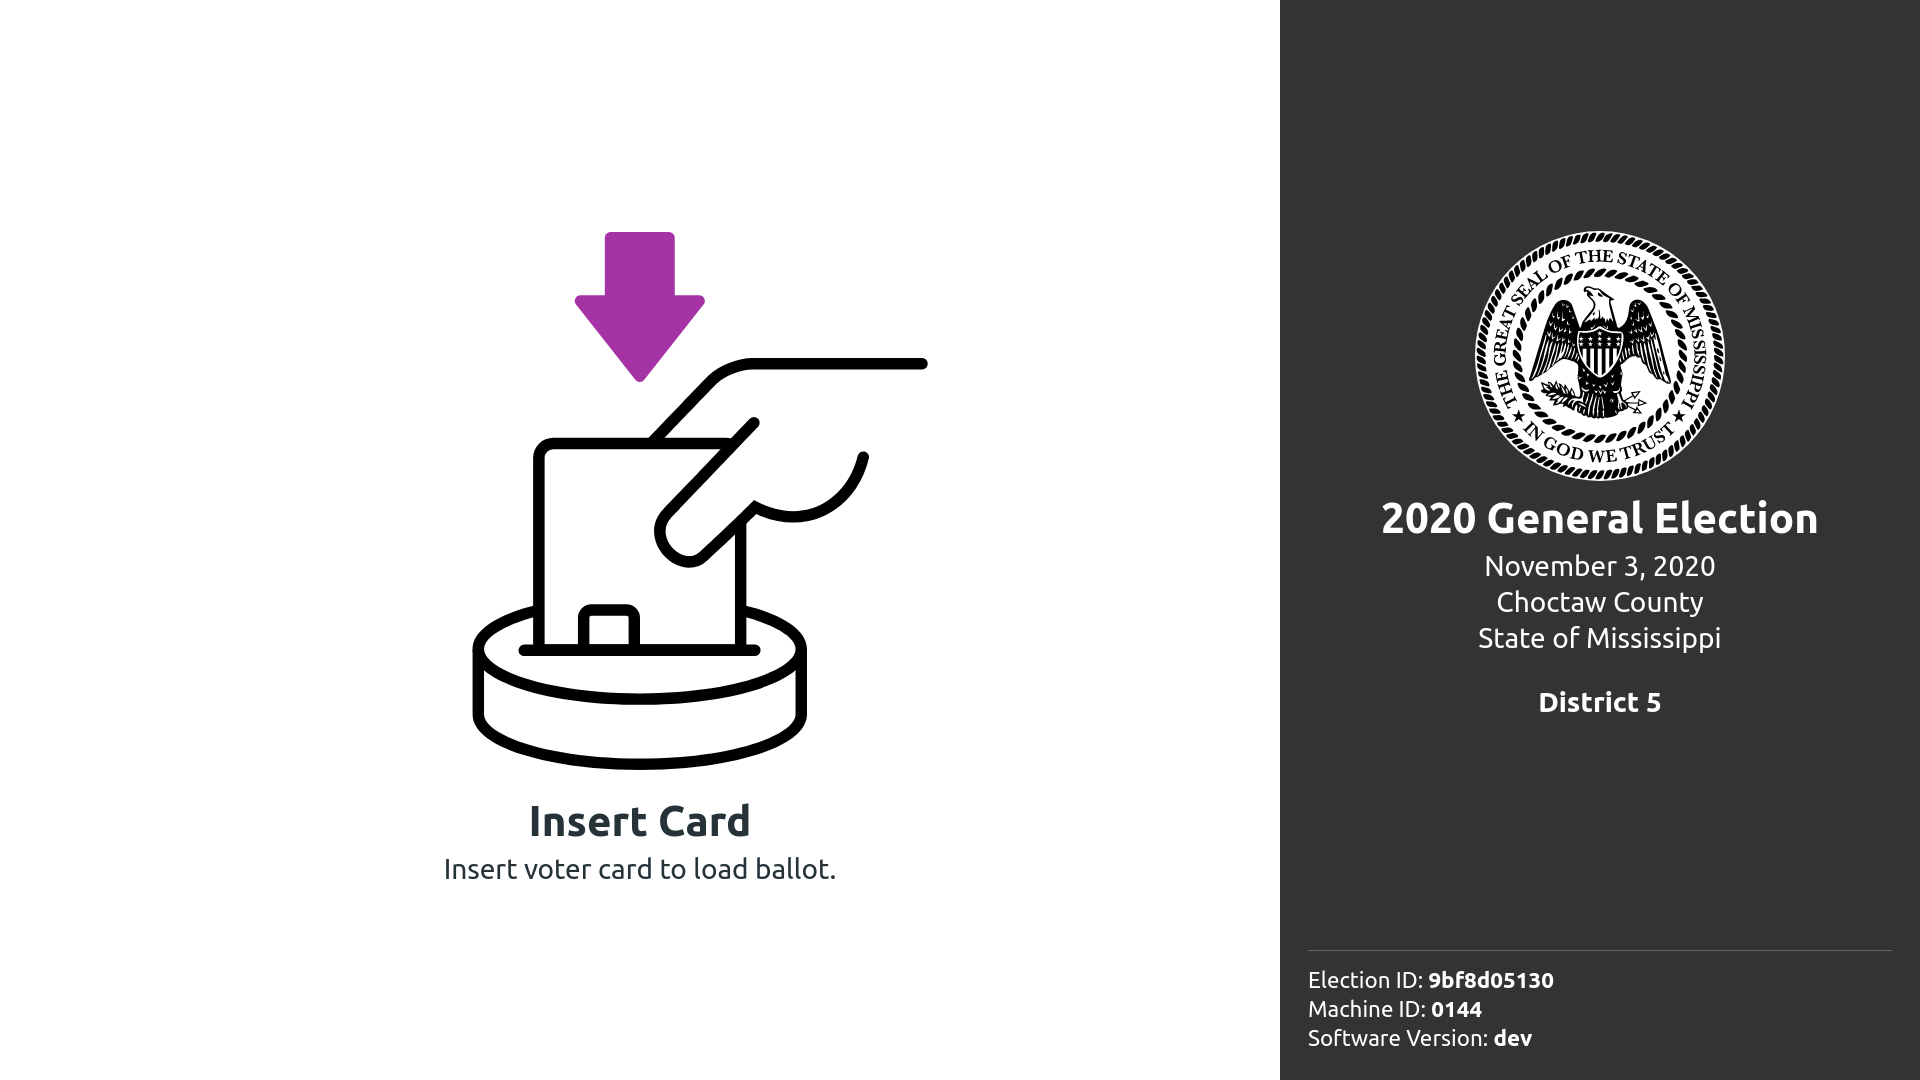 Insert Card
Insert voter card to load ballot.
THE GREAT SEAL OF THE STATE OF MISSISSIPPI
★ IN GOD WE TRUST ★
2020 General Election
November 3, 2020
Choctaw County
State of Mississippi
District 5
Election ID: 9bf8d05130
Machine ID: 0144
Software Version: dev